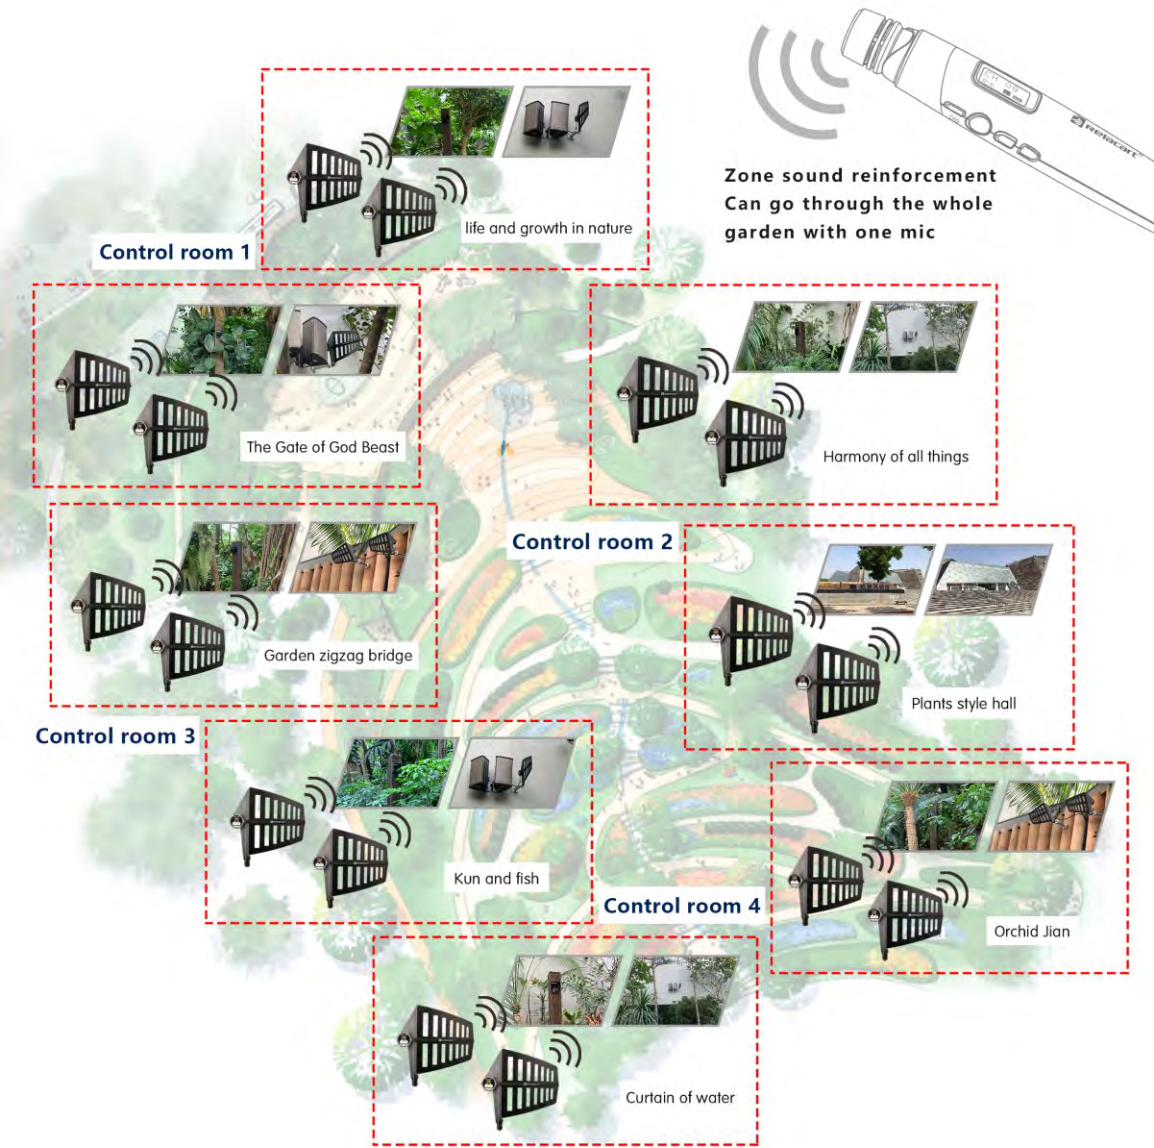 Relacart
Zone sound reinforcement
Can go through the whole
garden with one mic
life and growth in nature
Control room 1
The Gate of God Beast
Harmony of all things
Control room 2
Garden zigzag bridge
Plants style hall
Control room 3
Kun and fish
Control room 4
Orchid Jian
Curtain of water